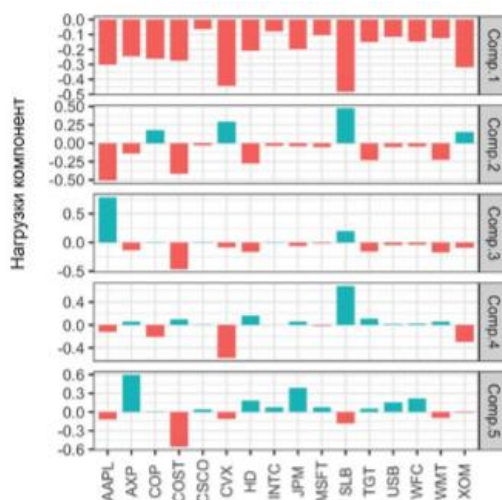 Нагрузки компонент
0.0
-0.1
-0.2
-0.3
-0.4
-0.5
Comp.1
0.50
0.25
0.00
-0.25
-0.50
Comp.2
0.5
0.0
-0.5
Comp.3
0.4
0.0
-0.4
Comp.4
0.6
0.3
0.0
-0.3
-0.6
Comp.5
AAPL
AXP
COP
COST
CSCO
CVX
HD
INTC
JPM
MSFT
SLB
TGT
USB
WFC
WMT
XOM